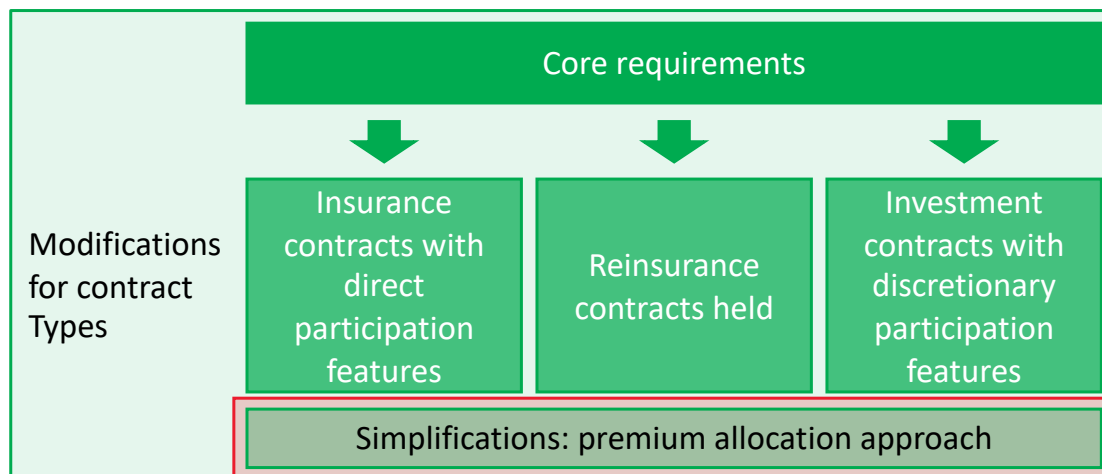 Core requirements
Modifications
for contract
Types
Insurance
contracts with
direct
participation
features
Reinsurance
contracts held
Investment
contracts with
discretionary
participation
features
Simplifications: premium allocation approach